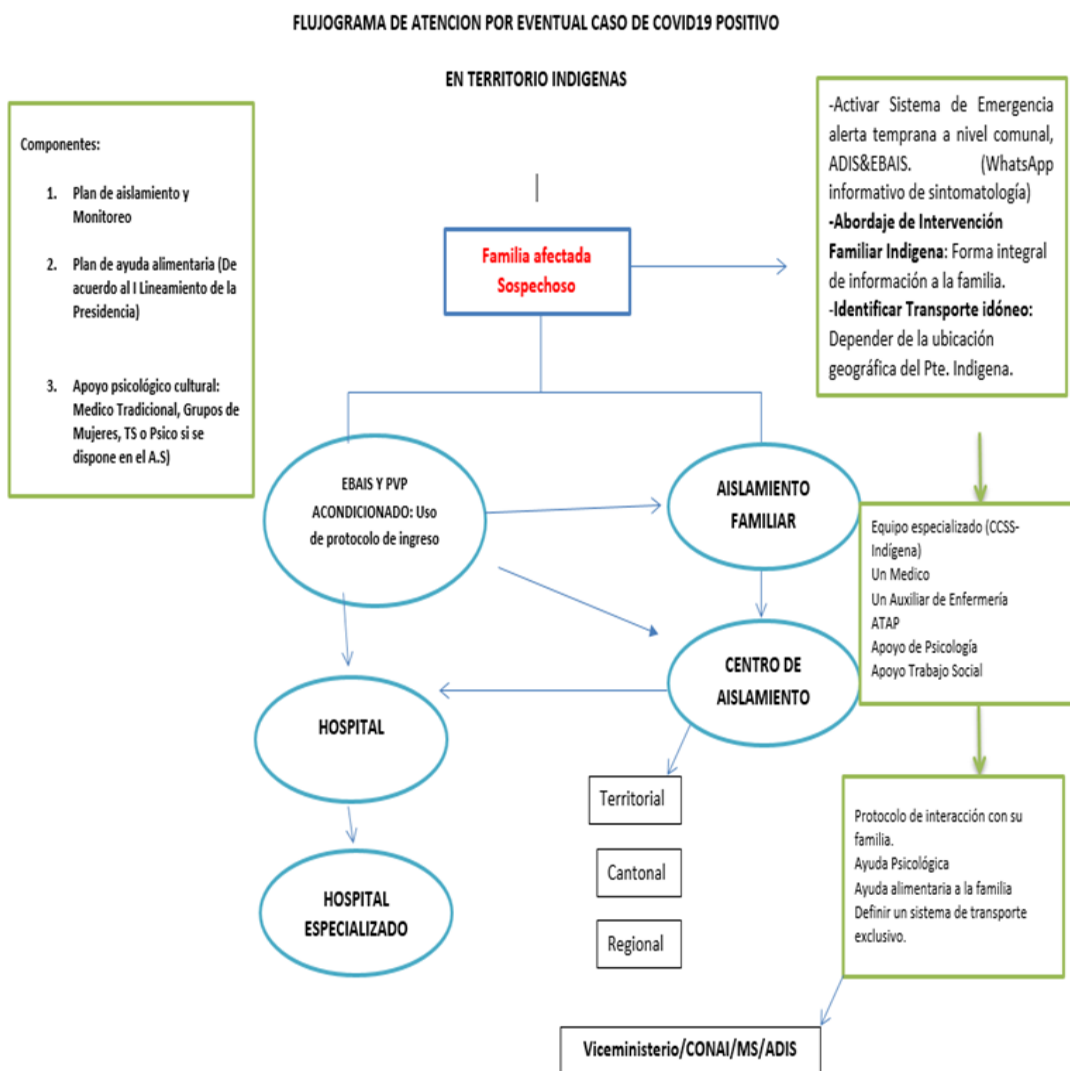 FLUJOGRAMA DE ATENCION POR EVENTUAL CASO DE COVID19 POSITIVO
EN TERRITORIO INDIGENAS
Componentes:
1. Plan de aislamiento y
Monitoreo
2. Plan de ayuda alimentaria (De
acuerdo al I Lineamiento de la
Presidencia)
3. Apoyo psicológico cultural:
Medico Tradicional, Grupos de
Mujeres, TS o Psico si se
dispone en el A.S)
Familia afectada
Sospechoso
-Activar Sistema de Emergencia
alerta temprana a nivel comunal,
ADIS&EBAIS. (WhatsApp
informativo de sintomatología)
-Abordaje de Intervención
Familiar Indigena: Forma integral
de información a la familia.
-Identificar Transporte idóneo:
Depender de la ubicación
geográfica del Pte. Indigena.
EBAIS Y PVP
ACONDICIONADO: Uso
de protocolo de ingreso
AISLAMIENTO
FAMILIAR
Equipo especializado (CCSS-
Indígena)
Un Medico
Un Auxiliar de Enfermería
ATAP
Apoyo de Psicología
Apoyo Trabajo Social
CENTRO DE
AISLAMIENTO
HOSPITAL
Territorial
Cantonal
Regional
HOSPITAL
ESPECIALIZADO
Protocolo de interacción con su
familia.
Ayuda Psicológica
Ayuda alimentaria a la familia
Definir un sistema de transporte
exclusivo.
Viceministerio/CONAI/MS/ADIS